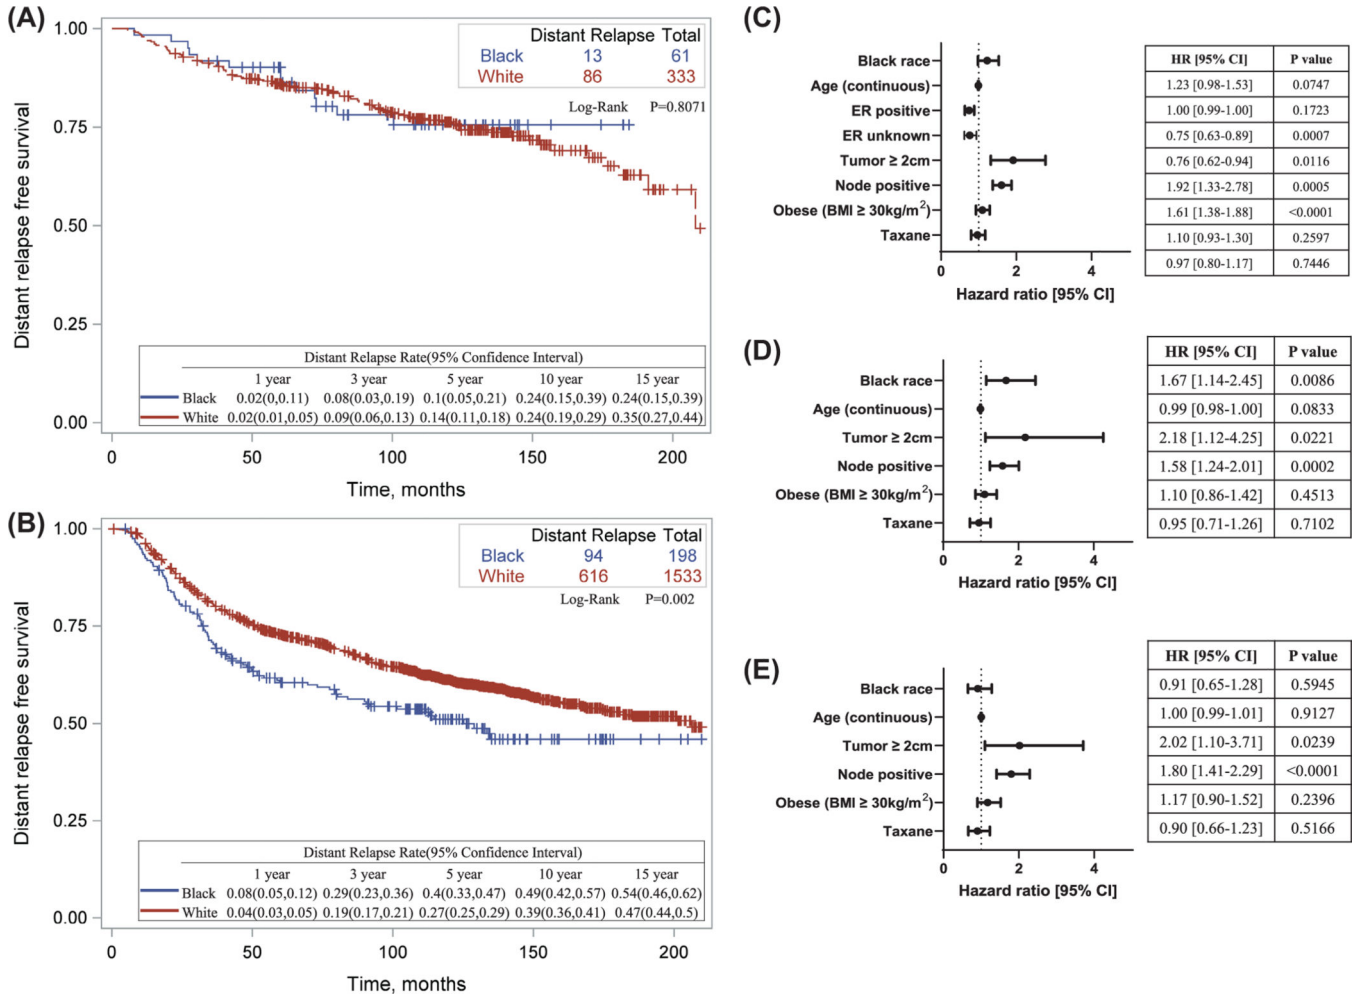 (A)
Distant relapse free survival
1.00
0.75
0.50
0.25
0.00
Distant Relapse Total
Black 13 61
White 86 333
Log-Rank P=0.8071
Distant Relapse Rate(95% Confidence Interval)
1 year 3 year 5 year 10 year 15 year
Black 0.02(0,0.11) 0.08(0.03,0.19) 0.1(0.05,0.21) 0.24(0.15,0.39) 0.24(0.15,0.39)
White 0.02(0.01,0.05) 0.09(0.06,0.13) 0.14(0.11,0.18) 0.24(0.19,0.29) 0.35(0.27,0.44)
0 50 100 150 200
Time, months
(B)
Distant relapse free survival
1.00
0.75
0.50
0.25
0.00
Distant Relapse Total
Black 94 198
White 616 1533
Log-Rank P=0.002
Distant Relapse Rate(95% Confidence Interval)
1 year 3 year 5 year 10 year 15 year
Black 0.08(0.05,0.12) 0.29(0.23,0.36) 0.4(0.33,0.47) 0.49(0.42,0.57) 0.54(0.46,0.62)
White 0.04(0.03,0.05) 0.19(0.17,0.21) 0.27(0.25,0.29) 0.39(0.36,0.41) 0.47(0.44,0.5)
0 50 100 150 200
Time, months
(C)
Black race
Age (continuous)
ER positive
ER unknown
Tumor ≥ 2cm
Node positive
Obese (BMI ≥ 30kg/m²)
Taxane
0 2 4
Hazard ratio [95% CI]
HR [95% CI] P value
1.23 [0.98-1.53] 0.0747
1.00 [0.99-1.00] 0.1723
0.75 [0.63-0.89] 0.0007
0.76 [0.62-0.94] 0.0116
1.92 [1.33-2.78] 0.0005
1.61 [1.38-1.88] <0.0001
1.10 [0.93-1.30] 0.2597
0.97 [0.80-1.17] 0.7446
(D)
Black race
Age (continuous)
Tumor ≥ 2cm
Node positive
Obese (BMI ≥ 30kg/m²)
Taxane
0 2 4
Hazard ratio [95% CI]
HR [95% CI] P value
1.67 [1.14-2.45] 0.0086
0.99 [0.98-1.00] 0.0833
2.18 [1.12-4.25] 0.0221
1.58 [1.24-2.01] 0.0002
1.10 [0.86-1.42] 0.4513
0.95 [0.71-1.26] 0.7102
(E)
Black race
Age (continuous)
Tumor ≥ 2cm
Node positive
Obese (BMI ≥ 30kg/m²)
Taxane
0 2 4
Hazard ratio [95% CI]
HR [95% CI] P value
0.91 [0.65-1.28] 0.5945
1.00 [0.99-1.01] 0.9127
2.02 [1.10-3.71] 0.0239
1.80 [1.41-2.29] <0.0001
1.17 [0.90-1.52] 0.2396
0.90 [0.66-1.23] 0.5166